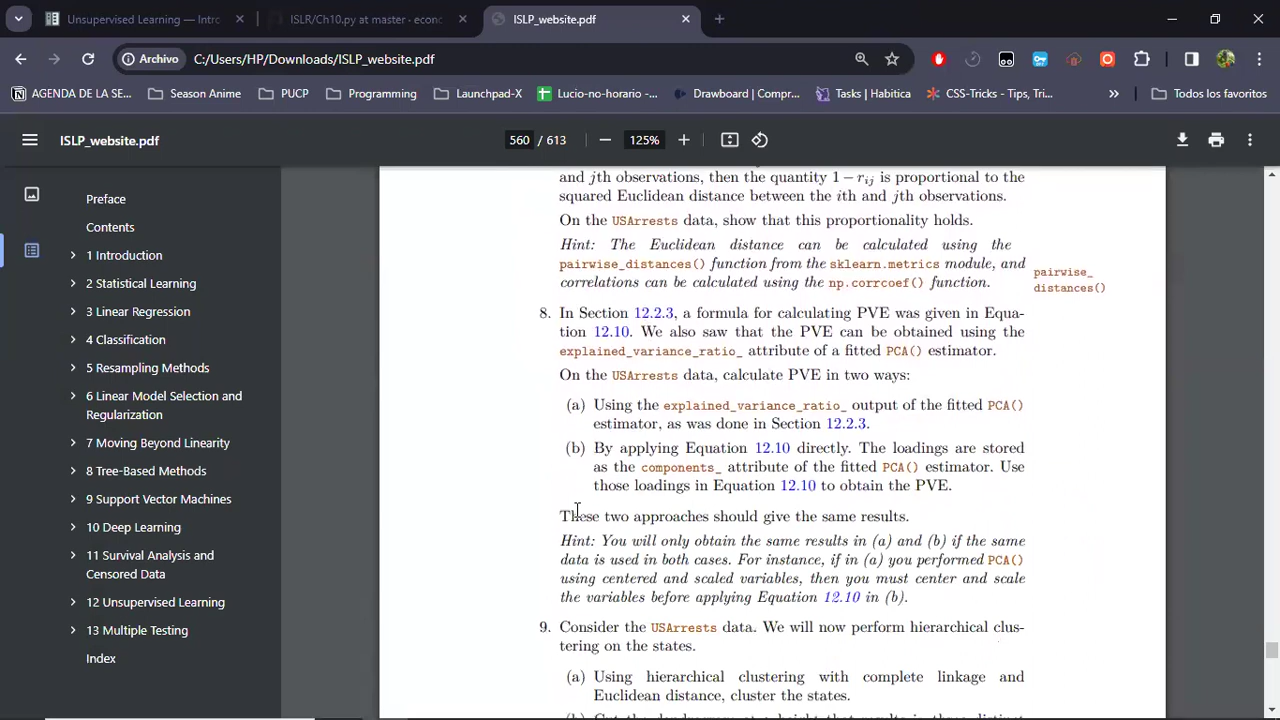 Unsupervised Learning — Intro
ISLR/Ch10.py at master · econo
ISLP_website.pdf
Archivo
C:/Users/HP/Downloads/ISLP_website.pdf
AGENDA DE LA SE...
Season Anime
PUCP
Programming
Launchpad-X
Lucio-no-horario -...
Drawboard | Compr...
Tasks | Habitica
CSS-Tricks - Tips, Tri...
»
Todos los favoritos
ISLP_website.pdf
560 / 613
125%
Preface
Contents
1 Introduction
2 Statistical Learning
3 Linear Regression
4 Classification
5 Resampling Methods
6 Linear Model Selection and
Regularization
7 Moving Beyond Linearity
8 Tree-Based Methods
9 Support Vector Machines
10 Deep Learning
11 Survival Analysis and
Censored Data
12 Unsupervised Learning
13 Multiple Testing
Index
and jth observations, then the quantity 1 − rij is proportional to the
squared Euclidean distance between the ith and jth observations.
On the USArrests data, show that this proportionality holds.
Hint: The Euclidean distance can be calculated using the
pairwise_distances() function from the sklearn.metrics module, and
correlations can be calculated using the np.corrcoef() function.
pairwise_
distances()
8. In Section 12.2.3, a formula for calculating PVE was given in Equa-
tion 12.10. We also saw that the PVE can be obtained using the
explained_variance_ratio_ attribute of a fitted PCA() estimator.
On the USArrests data, calculate PVE in two ways:
(a) Using the explained_variance_ratio_ output of the fitted PCA()
estimator, as was done in Section 12.2.3.
(b) By applying Equation 12.10 directly. The loadings are stored
as the components_ attribute of the fitted PCA() estimator. Use
those loadings in Equation 12.10 to obtain the PVE.
These two approaches should give the same results.
Hint: You will only obtain the same results in (a) and (b) if the same
data is used in both cases. For instance, if in (a) you performed PCA()
using centered and scaled variables, then you must center and scale
the variables before applying Equation 12.10 in (b).
9. Consider the USArrests data. We will now perform hierarchical clus-
tering on the states.
(a) Using hierarchical clustering with complete linkage and
Euclidean distance, cluster the states.
(b) Cut the dendrogram at a height that results in three distinct